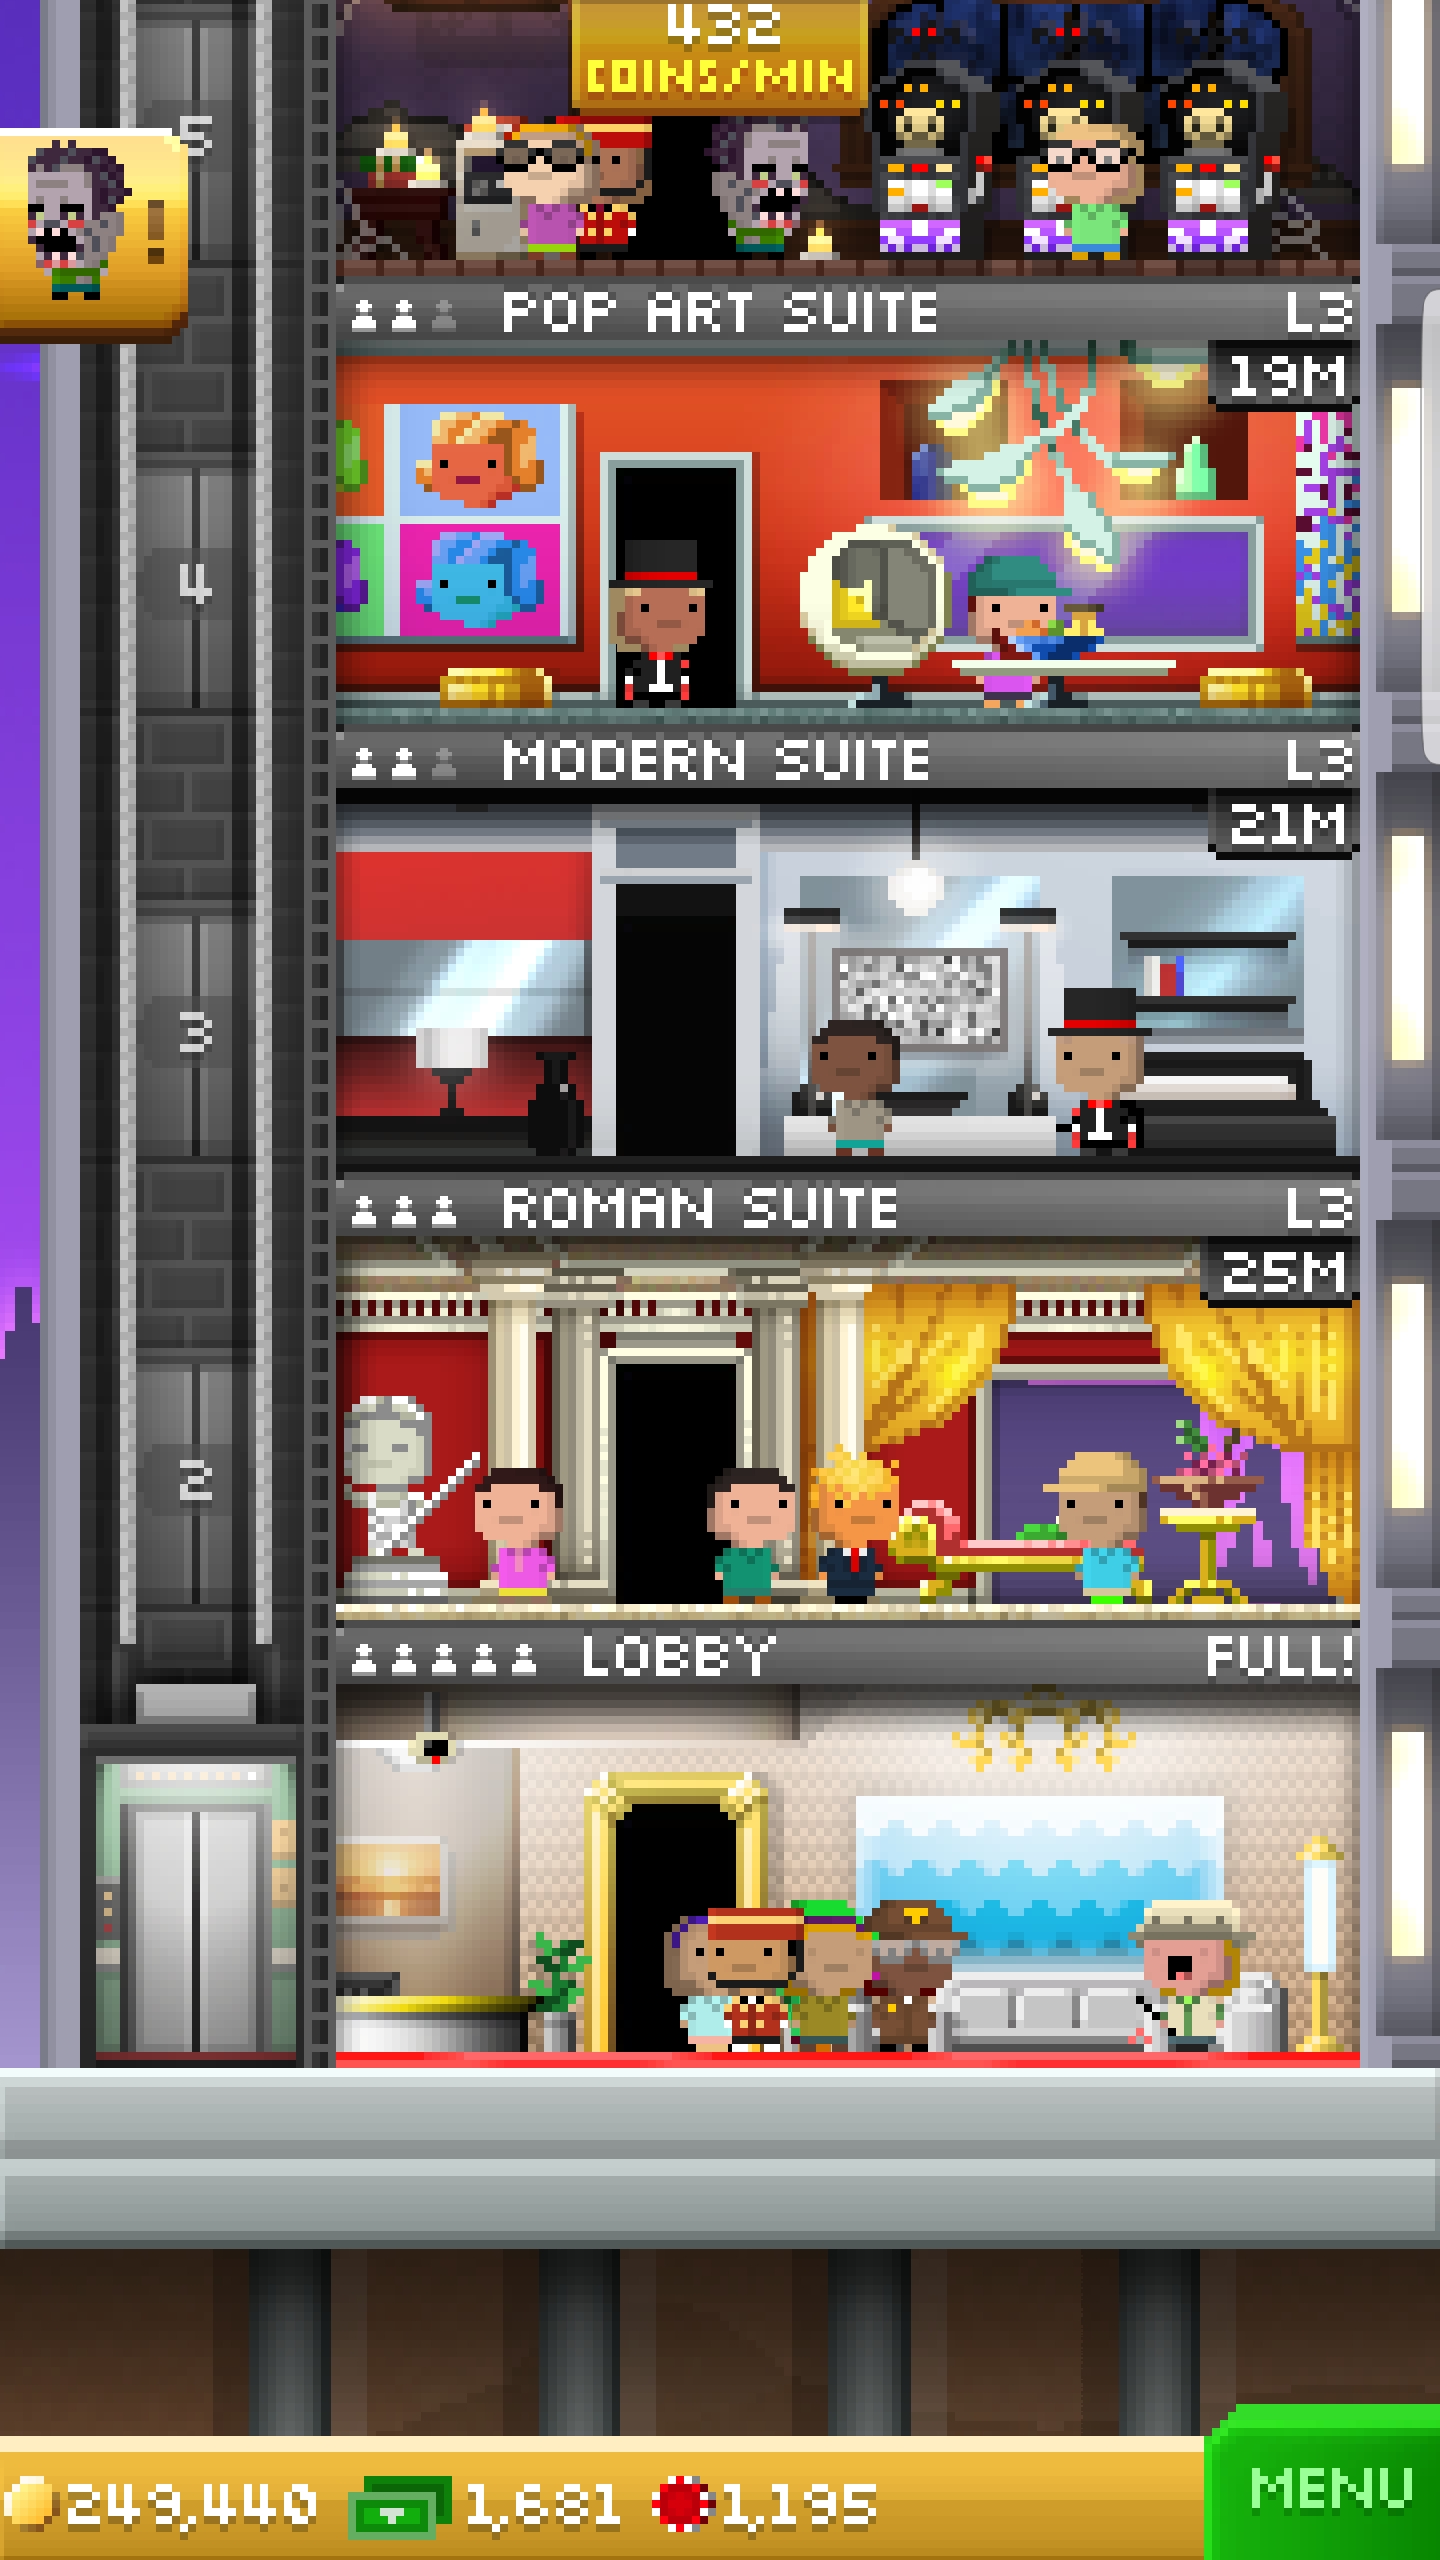 432
COINS/MIN
5
!
POP ART SUITE L3
19M
4
MODERN SUITE L3
21M
3
ROMAN SUITE L3
25M
2
LOBBY FULL!
249,440 1,681 1,195 MENU